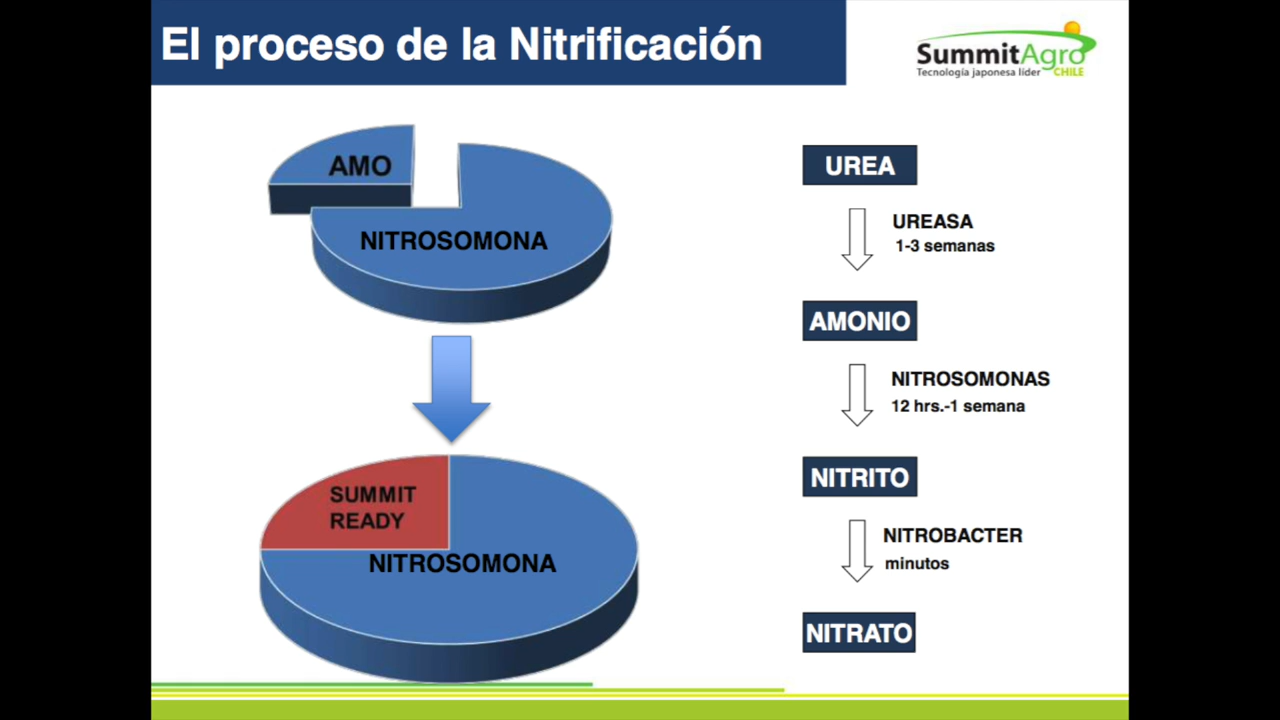 El proceso de la Nitrificación
SummitAgro
Tecnología japonesa líder CHILE
AMO
NITROSOMONA
SUMMIT
READY
NITROSOMONA
UREA
UREASA
1-3 semanas
AMONIO
NITROSOMONAS
12 hrs.-1 semana
NITRITO
NITROBACTER
minutos
NITRATO